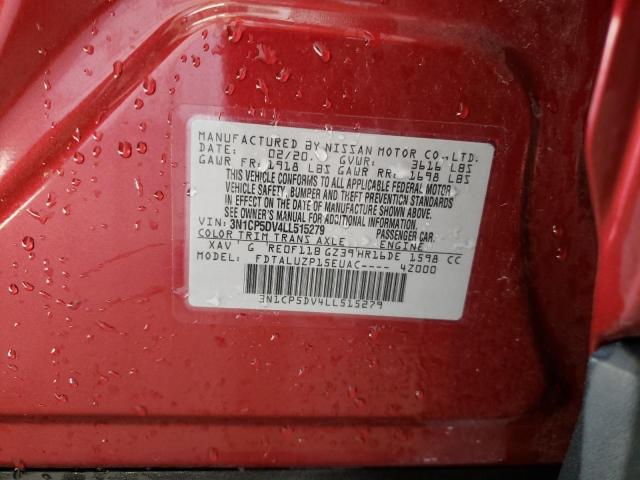 MANUFACTURED BY NISSAN MOTOR CO., LTD.
DATE: 02/20. GVWR: 3616 LBS
GAWR FR: 1918 LBS GAWR RR: 1698 LBS
THIS VEHICLE CONFORMS TO ALL APPLICABLE FEDERAL MOTOR
VEHICLE SAFETY, BUMPER AND THEFT PREVENTION STANDARDS
IN EFFECT ON THE DATE OF MANUFACTURE SHOWN ABOVE.
SEE OWNER'S MANUAL FOR ADDITIONAL INFORMATION.
VIN: 3N1CP5DV4LL515279 PASSENGER CAR.
COLOR TRIM TRANS AXLE ENGINE
XAV G RE0F11B GZ39 HR16DE 1598 CC
MODEL: FDTALUZP15EUAC---- 4Z000
3N1CP5DV4LL515279